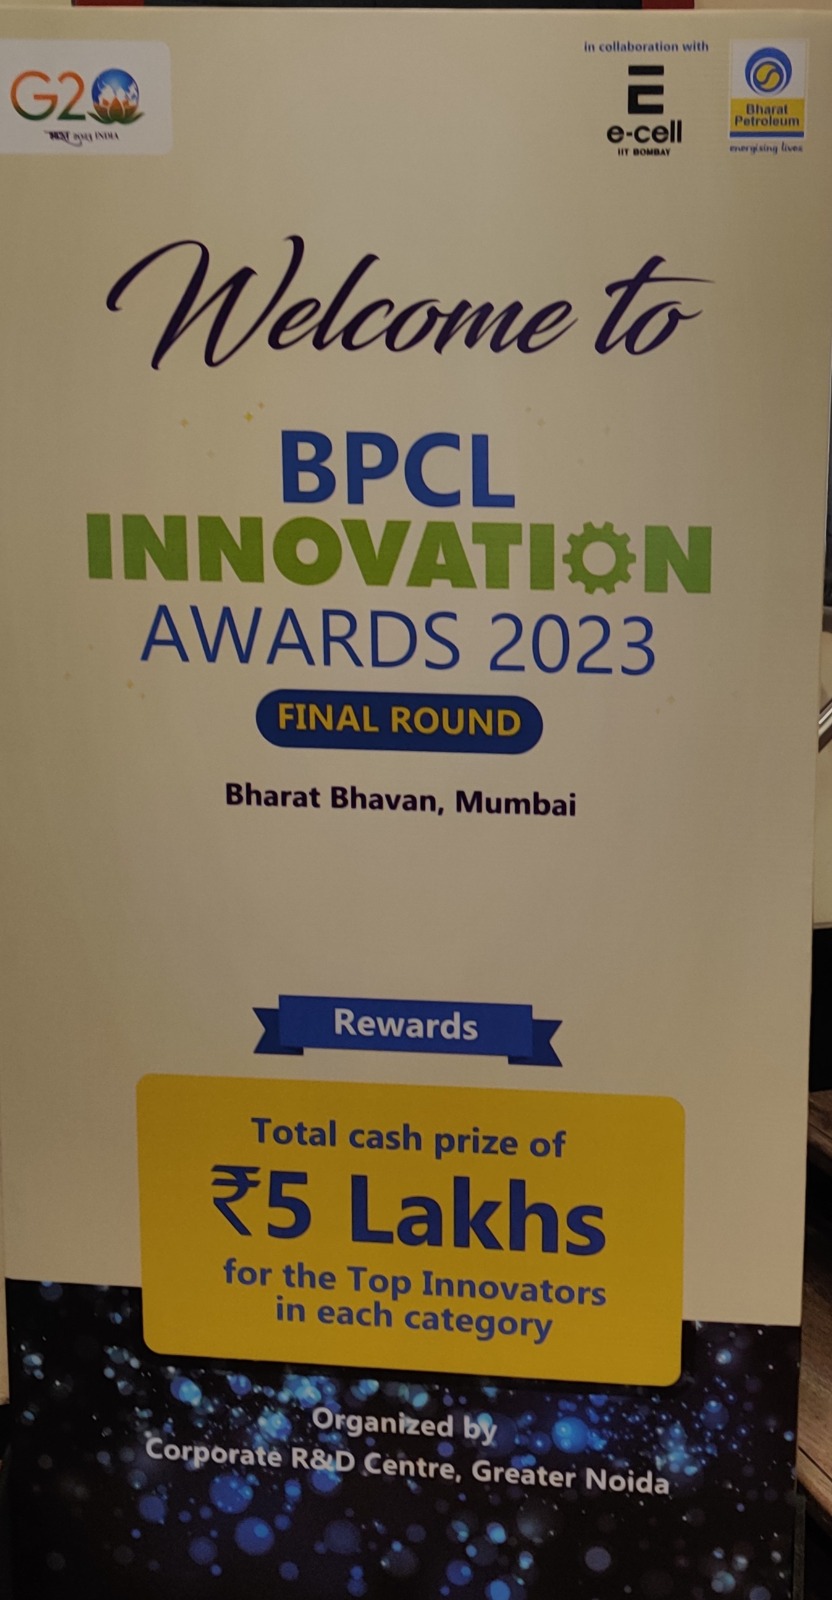 G20
भारत 2023 INDIA
in collaboration with
e-cell
IIT BOMBAY
Bharat
Petroleum
energising lives
Welcome to
BPCL
INNOVATION
AWARDS 2023
FINAL ROUND
Bharat Bhavan, Mumbai
Rewards
Total cash prize of
₹5 Lakhs
for the Top Innovators
in each category
Organized by
Corporate R&D Centre, Greater Noida